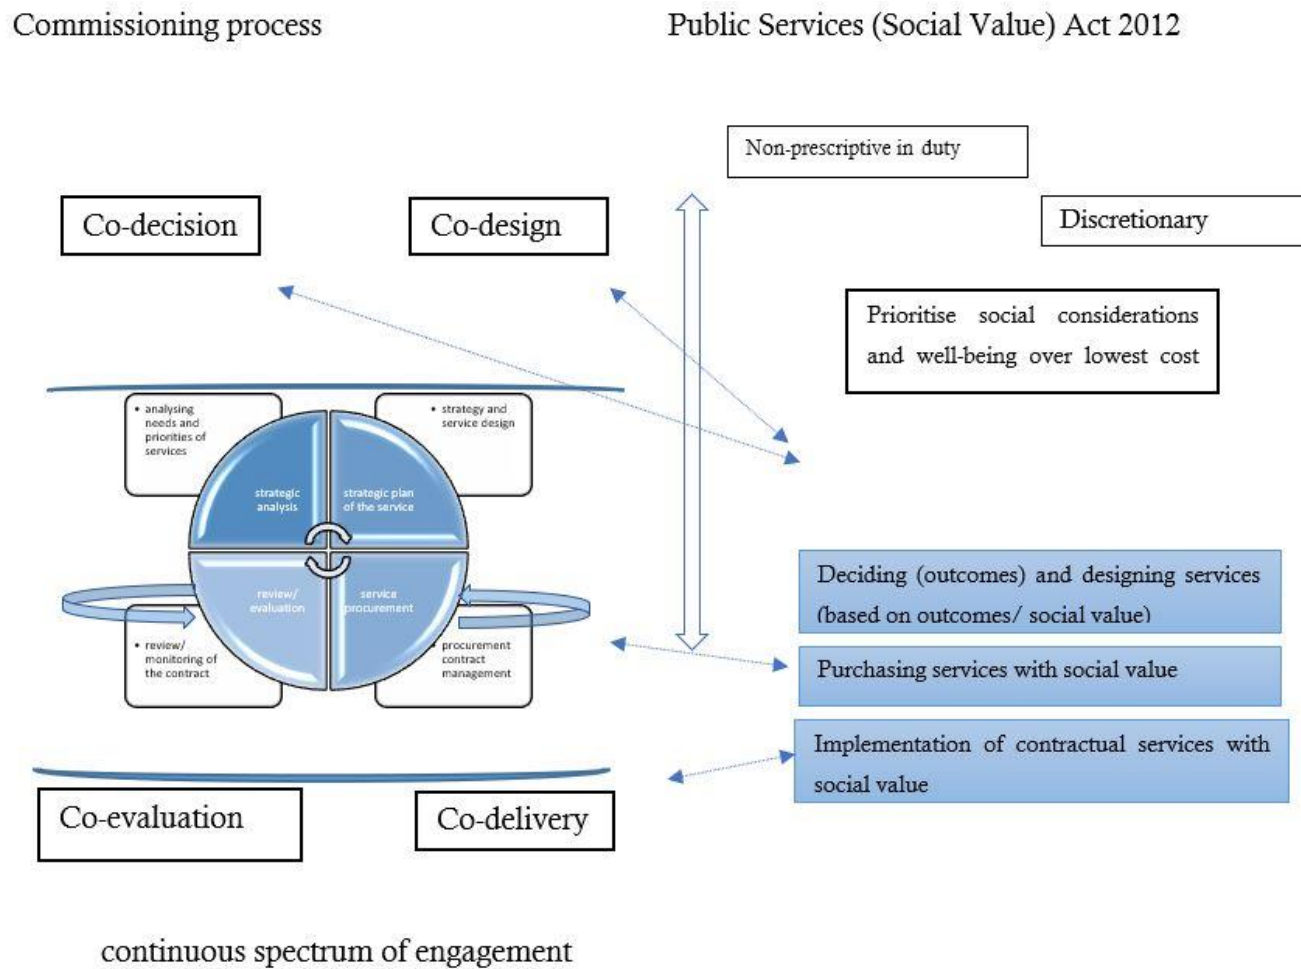 Commissioning process
Public Services (Social Value) Act 2012
Non-prescriptive in duty
Co-decision
Co-design
Discretionary
Prioritise social considerations
and well-being over lowest cost
• analysing
needs and
priorities of
services
• strategy and
service design
strategic
analysis
strategic plan
of the service
review/
evaluation
service
procurement
• review/
monitoring of
the contract
• procurement
contract
management
Deciding (outcomes) and designing services
(based on outcomes/ social value)
Purchasing services with social value
Implementation of contractual services with
social value
Co-evaluation
Co-delivery
continuous spectrum of engagement